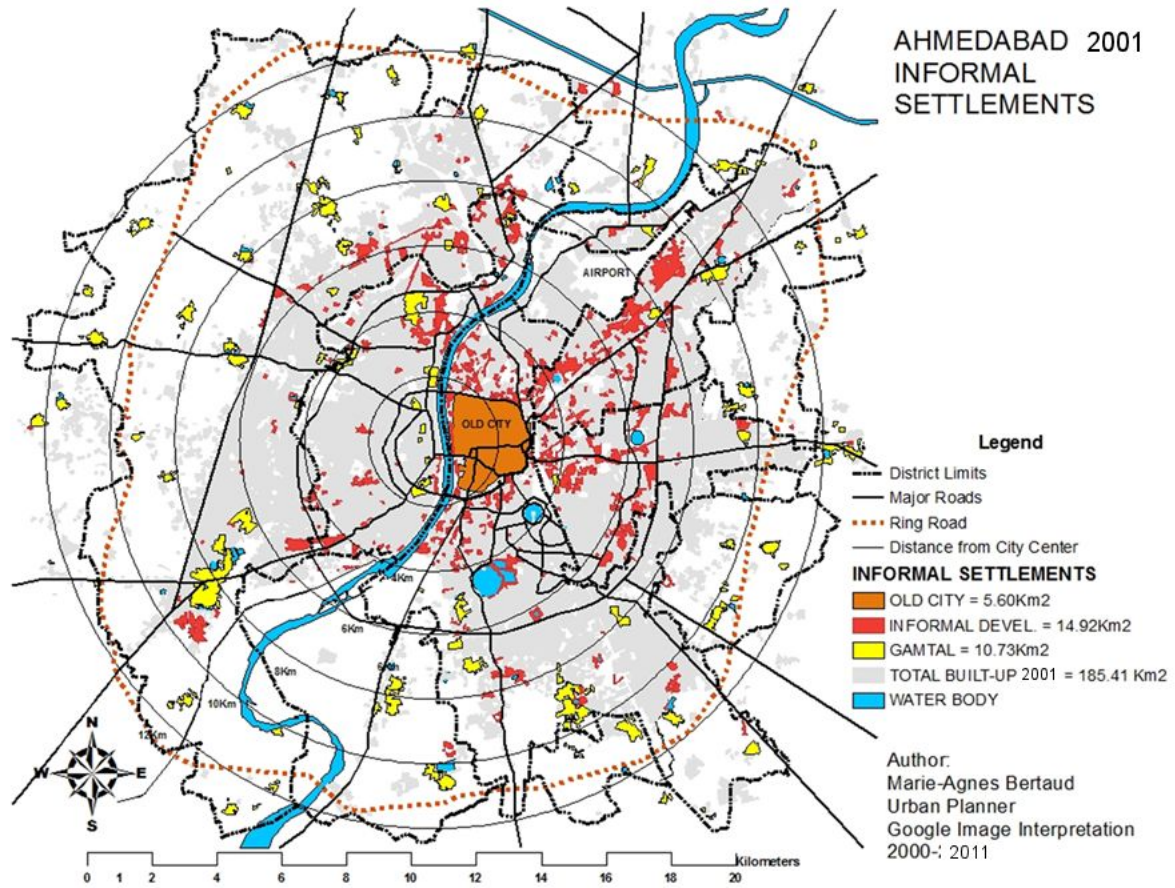 AHMEDABAD 2001
INFORMAL
SETTLEMENTS
AIRPORT
OLD CITY
4Km
6Km
6Km
8Km
10Km
12Km
N
W E
S
Legend
District Limits
Major Roads
Ring Road
Distance from City Center
INFORMAL SETTLEMENTS
OLD CITY = 5.60Km2
INFORMAL DEVEL. = 14.92Km2
GAMTAL = 10.73Km2
TOTAL BUILT-UP 2001 = 185.41 Km2
WATER BODY
Author:
Marie-Agnes Bertaud
Urban Planner
Google Image Interpretation
2000-: 2011
Kilometers
0 1 2 4 6 8 10 12 14 16 18 20